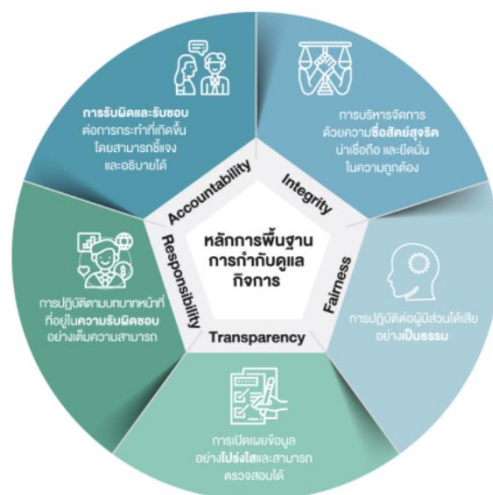 การรับผิดและรับชอบ
ต่อการกระทำที่เกิดขึ้น
โดยสามารถชี้แจง
และอธิบายได้
Accountability
การบริหารจัดการ
ด้วยความซื่อสัตย์สุจริต
น่าเชื่อถือ และยึดมั่น
ในความถูกต้อง
Integrity
หลักการพื้นฐาน
การกำกับดูแล
กิจการ
การปฏิบัติตามบทบาทหน้าที่
ที่อยู่ในความรับผิดชอบ
อย่างเต็มความสามารถ
Responsibility
การปฏิบัติต่อผู้มีส่วนได้เสีย
อย่างเป็นธรรม
Fairness
Transparency
การเปิดเผยข้อมูล
อย่างโปร่งใสและสามารถ
ตรวจสอบได้